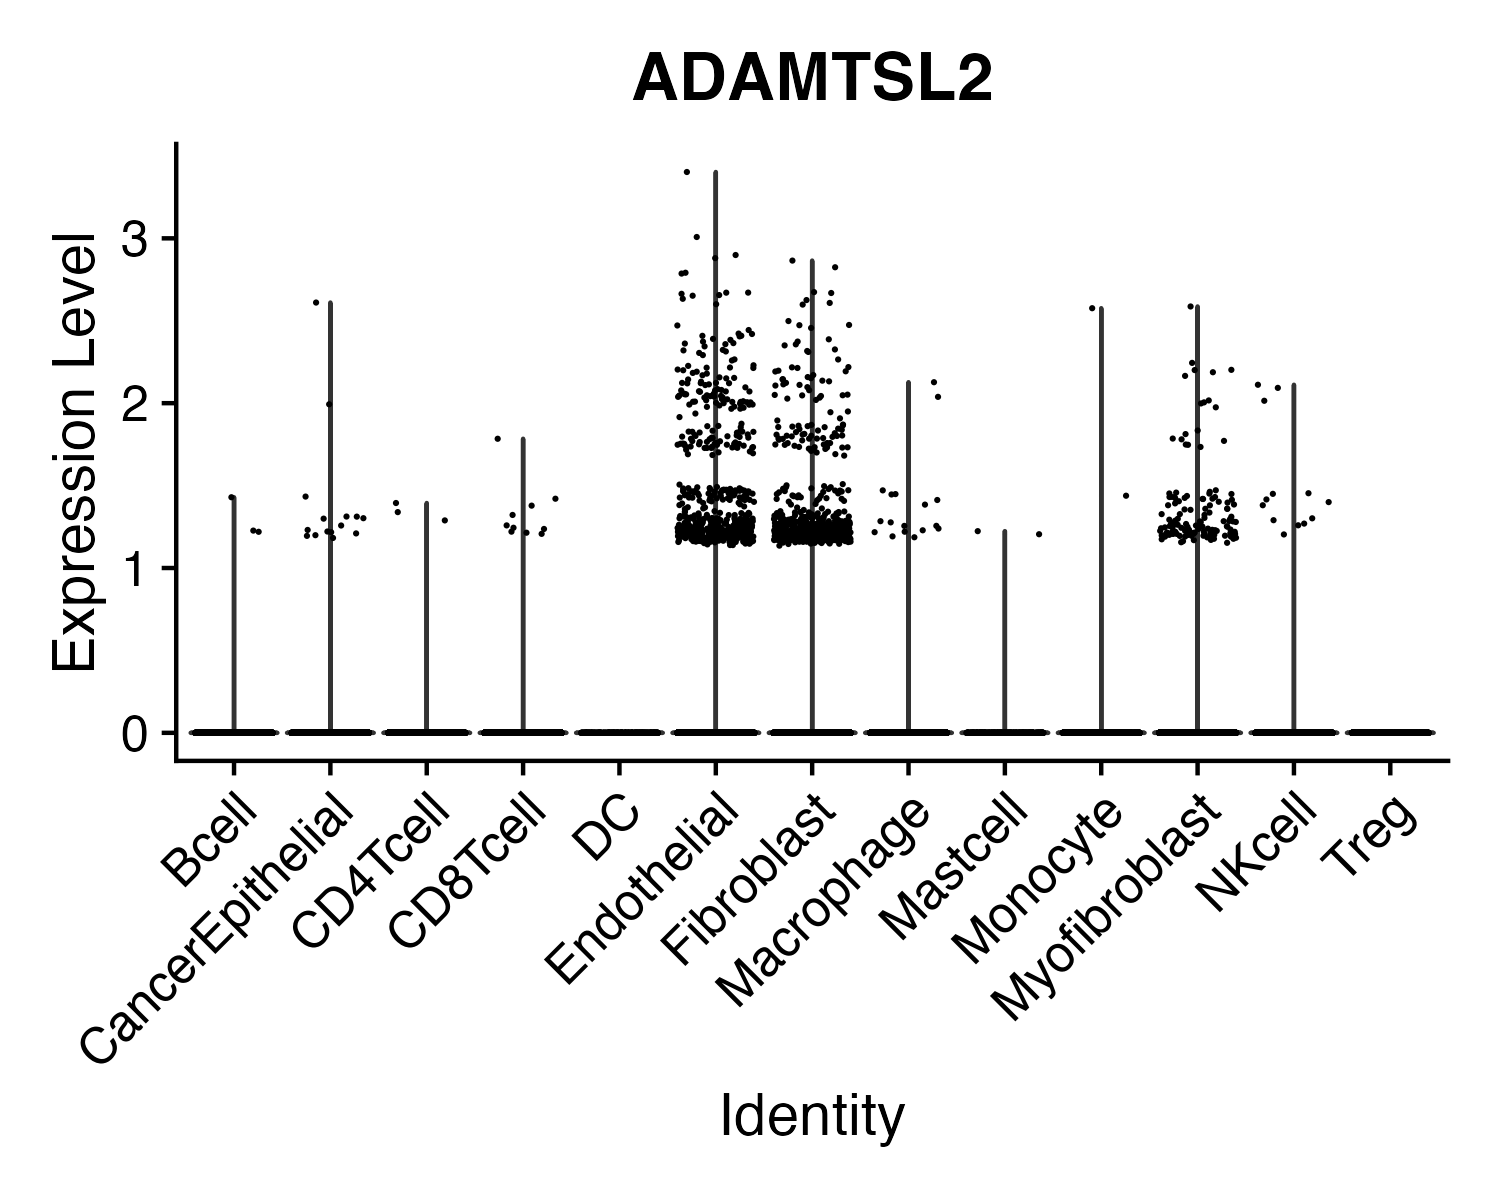 ADAMTSL2
Expression Level
3
2
1
0
Bcell
CancerEpithelial
CD4Tcell
CD8Tcell
DC
Endothelial
Fibroblast
Macrophage
Mastcell
Monocyte
Myofibroblast
NKcell
Treg
Identity